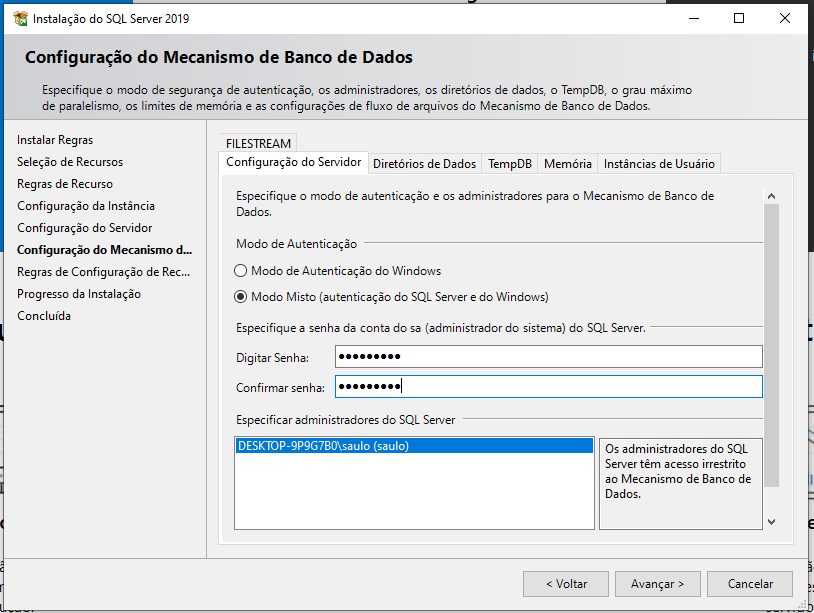 Instalação do SQL Server 2019
Configuração do Mecanismo de Banco de Dados
Especifique o modo de segurança de autenticação, os administradores, os diretórios de dados, o TempDB, o grau máximo
de paralelismo, os limites de memória e as configurações de fluxo de arquivos do Mecanismo de Banco de Dados.
Instalar Regras
Seleção de Recursos
Regras de Recurso
Configuração da Instância
Configuração do Servidor
Configuração do Mecanismo d...
Regras de Configuração de Rec...
Progresso da Instalação
Concluída
FILESTREAM
Configuração do Servidor
Diretórios de Dados
TempDB
Memória
Instâncias de Usuário
Especifique o modo de autenticação e os administradores para o Mecanismo de Banco de
Dados.
Modo de Autenticação
Modo de Autenticação do Windows
Modo Misto (autenticação do SQL Server e do Windows)
Especifique a senha da conta do sa (administrador do sistema) do SQL Server.
Digitar Senha: ●●●●●●●●●
Confirmar senha: ●●●●●●●●●
Especificar administradores do SQL Server
DESKTOP-9P9G7B0\saulo (saulo)
Os administradores do SQL
Server têm acesso irrestrito
ao Mecanismo de Banco de
Dados.
< Voltar
Avançar >
Cancelar